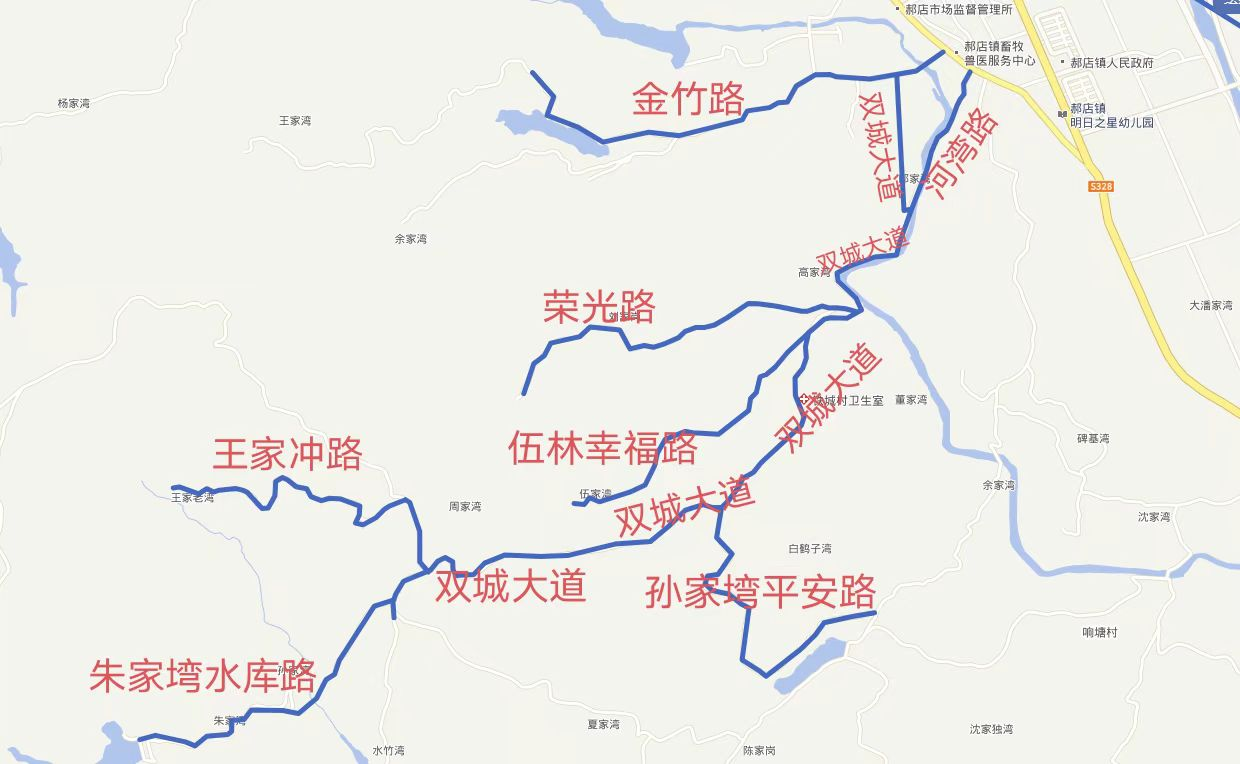 郝店市场监督管理所
郝店镇畜牧
兽医服务中心
郝店镇人民政府
杨家湾
王家湾
金竹路
双城大道
河湾路
郝店镇
明日之星幼儿园
S328
余家湾
双城大道
高家湾
大潘家湾
荣光路
双城大道
双城村卫生室
董家湾
王家冲路
伍林幸福路
碑基湾
王家老湾
周家湾
伍家湾
双城大道
余家湾
沈家湾
白鹤子湾
双城大道
孙家塆平安路
响塘村
朱家塆水库路
朱家湾
夏家湾
沈家独湾
水竹湾
陈家岗